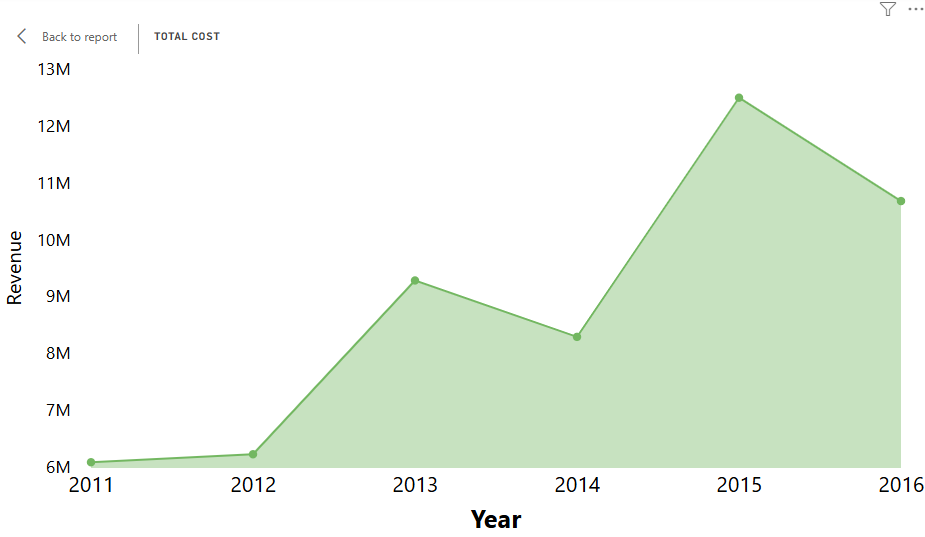 Back to report
TOTAL COST
13M
12M
11M
10M
9M
8M
7M
6M
Revenue
2011 2012 2013 2014 2015 2016
Year